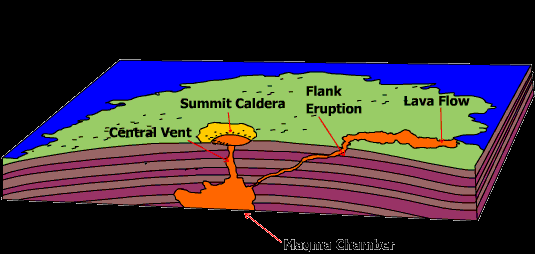 Flank
Eruption
Summit Caldera
Lava Flow
Central Vent
Magma Chamber